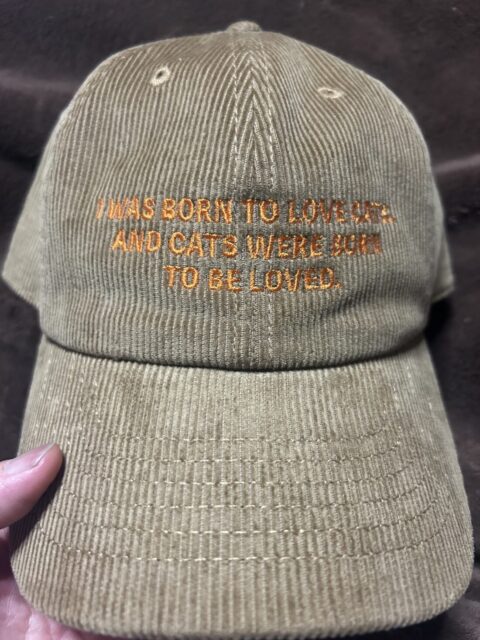 I WAS BORN TO LOVE CATS.
AND CATS WERE BORN
TO BE LOVED.